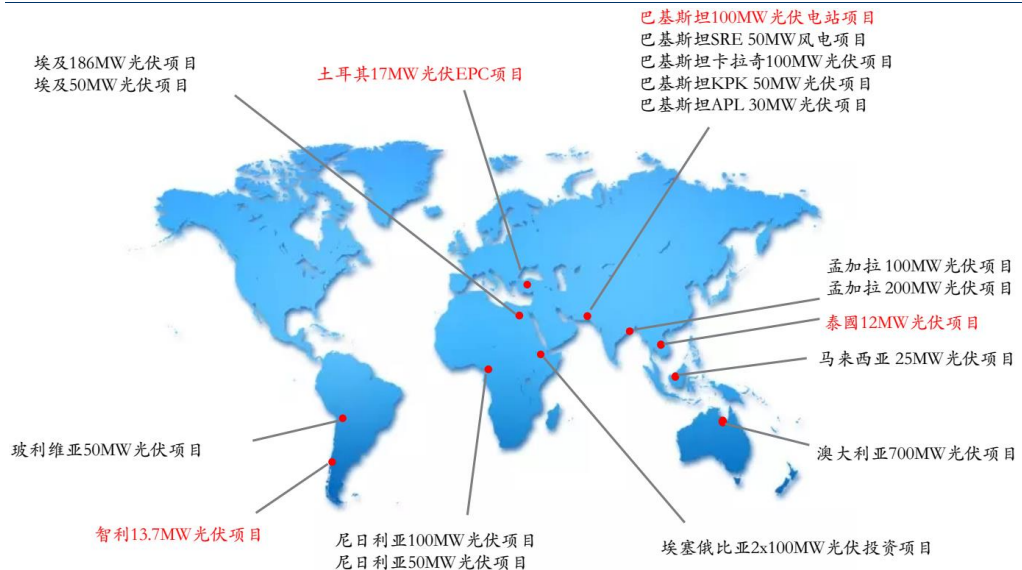 巴基斯坦100MW光伏电站项目
巴基斯坦SRE 50MW风电项目
巴基斯坦卡拉奇100MW光伏项目
巴基斯坦KPK 50MW光伏项目
巴基斯坦APL 30MW光伏项目
埃及186MW光伏项目
埃及50MW光伏项目
土耳其17MW光伏EPC项目
孟加拉 100MW光伏项目
孟加拉 200MW光伏项目
泰國12MW光伏项目
马来西亚 25MW光伏项目
玻利维亚50MW光伏项目
澳大利亚700MW光伏项目
智利13.7MW光伏项目
尼日利亚100MW光伏项目
尼日利亚50MW光伏项目
埃塞俄比亚2x100MW光伏投资项目